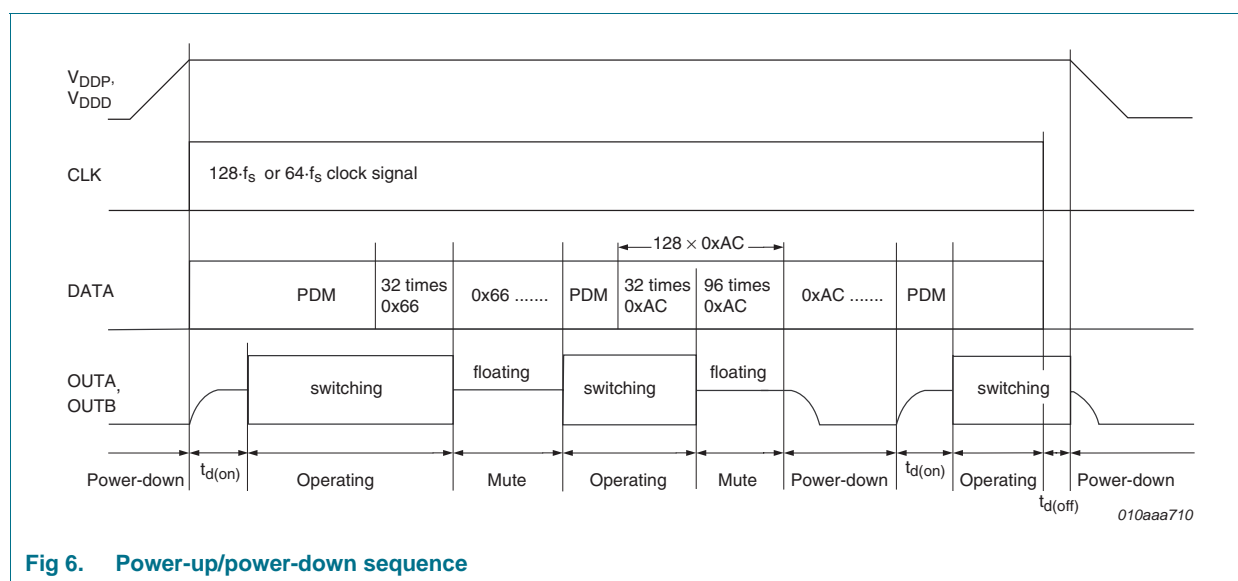 V_DDP,
V_DDD
CLK
128·f_s or 64·f_s clock signal
128 × 0xAC
DATA
PDM
32 times
0x66
0x66 .......
PDM
32 times
0xAC
96 times
0xAC
0xAC .......
PDM
OUTA,
OUTB
switching
floating
switching
floating
switching
Power-down
t_d(on)
Operating
Mute
Operating
Mute
Power-down
t_d(on)
Operating
t_d(off)
Power-down
010aaa710
Fig 6. Power-up/power-down sequence